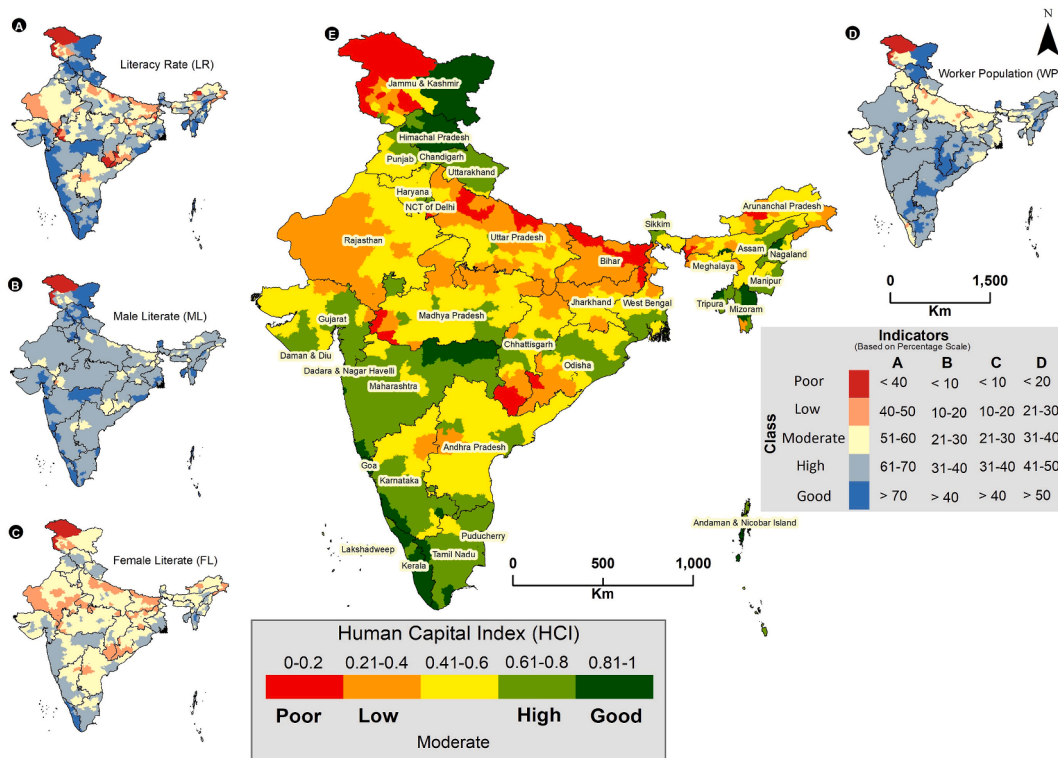 A
Literacy Rate (LR)
B
Male Literate (ML)
C
Female Literate (FL)
E
Jammu & Kashmir
Himachal Pradesh
Punjab
Chandigarh
Uttarakhand
Haryana
NCT of Delhi
Rajasthan
Uttar Pradesh
Bihar
Sikkim
Arunanchal Pradesh
Assam
Nagaland
Meghalaya
Manipur
Tripura
Mizoram
Jharkhand
West Bengal
Gujarat
Madhya Pradesh
Chhattisgarh
Daman & Diu
Dadara & Nagar Havelli
Maharashtra
Odisha
Andhra Pradesh
Goa
Karnataka
Puducherry
Lakshadweep
Tamil Nadu
Kerala
Andaman & Nicobar Island
0 500 1,000
Km
Human Capital Index (HCI)
0-0.2 0.21-0.4 0.41-0.6 0.61-0.8 0.81-1
Poor Low High Good
Moderate
D
N
Worker Population (WP
0 1,500
Km
Indicators
(Based on Percentage Scale)
A B C D
Class
Poor < 40 < 10 < 10 < 20
Low 40-50 10-20 10-20 21-30
Moderate 51-60 21-30 21-30 31-40
High 61-70 31-40 31-40 41-50
Good > 70 > 40 > 40 > 50